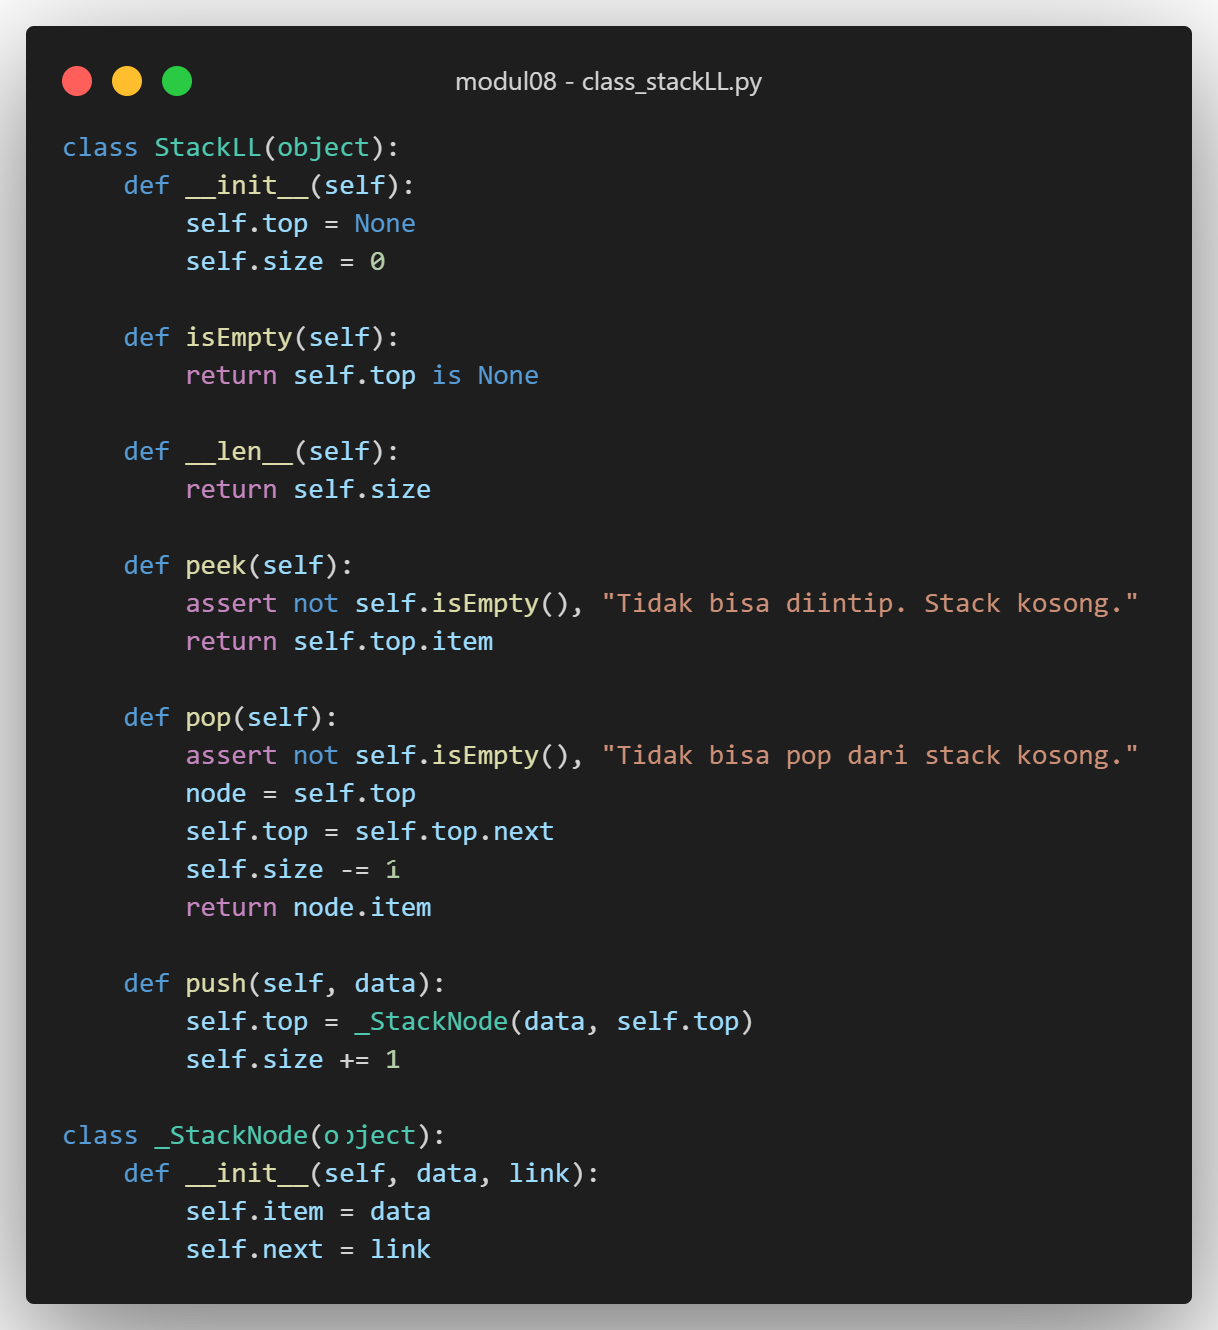 modul08 - class_stackLL.py
class StackLL(object):
    def __init__(self):
        self.top = None
        self.size = 0
    def isEmpty(self):
        return self.top is None
    def __len__(self):
        return self.size
    def peek(self):
        assert not self.isEmpty(), "Tidak bisa diintip. Stack kosong."
        return self.top.item
    def pop(self):
        assert not self.isEmpty(), "Tidak bisa pop dari stack kosong."
        node = self.top
        self.top = self.top.next
        self.size -= 1
        return node.item
    def push(self, data):
        self.top = _StackNode(data, self.top)
        self.size += 1
class _StackNode(object):
    def __init__(self, data, link):
        self.item = data
        self.next = link